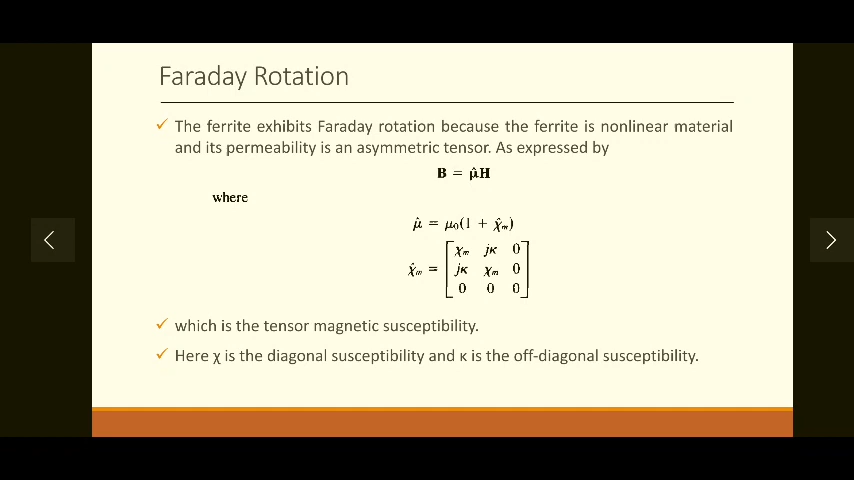 Faraday Rotation
✓ The ferrite exhibits Faraday rotation because the ferrite is nonlinear material
and its permeability is an asymmetric tensor. As expressed by
B = μ̂H
where
μ̂ = μ₀(1 + χ̂ₘ)
χ̂ₘ = [ χₘ jκ 0
jκ χₘ 0
0 0 0 ]
✓ which is the tensor magnetic susceptibility.
✓ Here χ is the diagonal susceptibility and κ is the off-diagonal susceptibility.